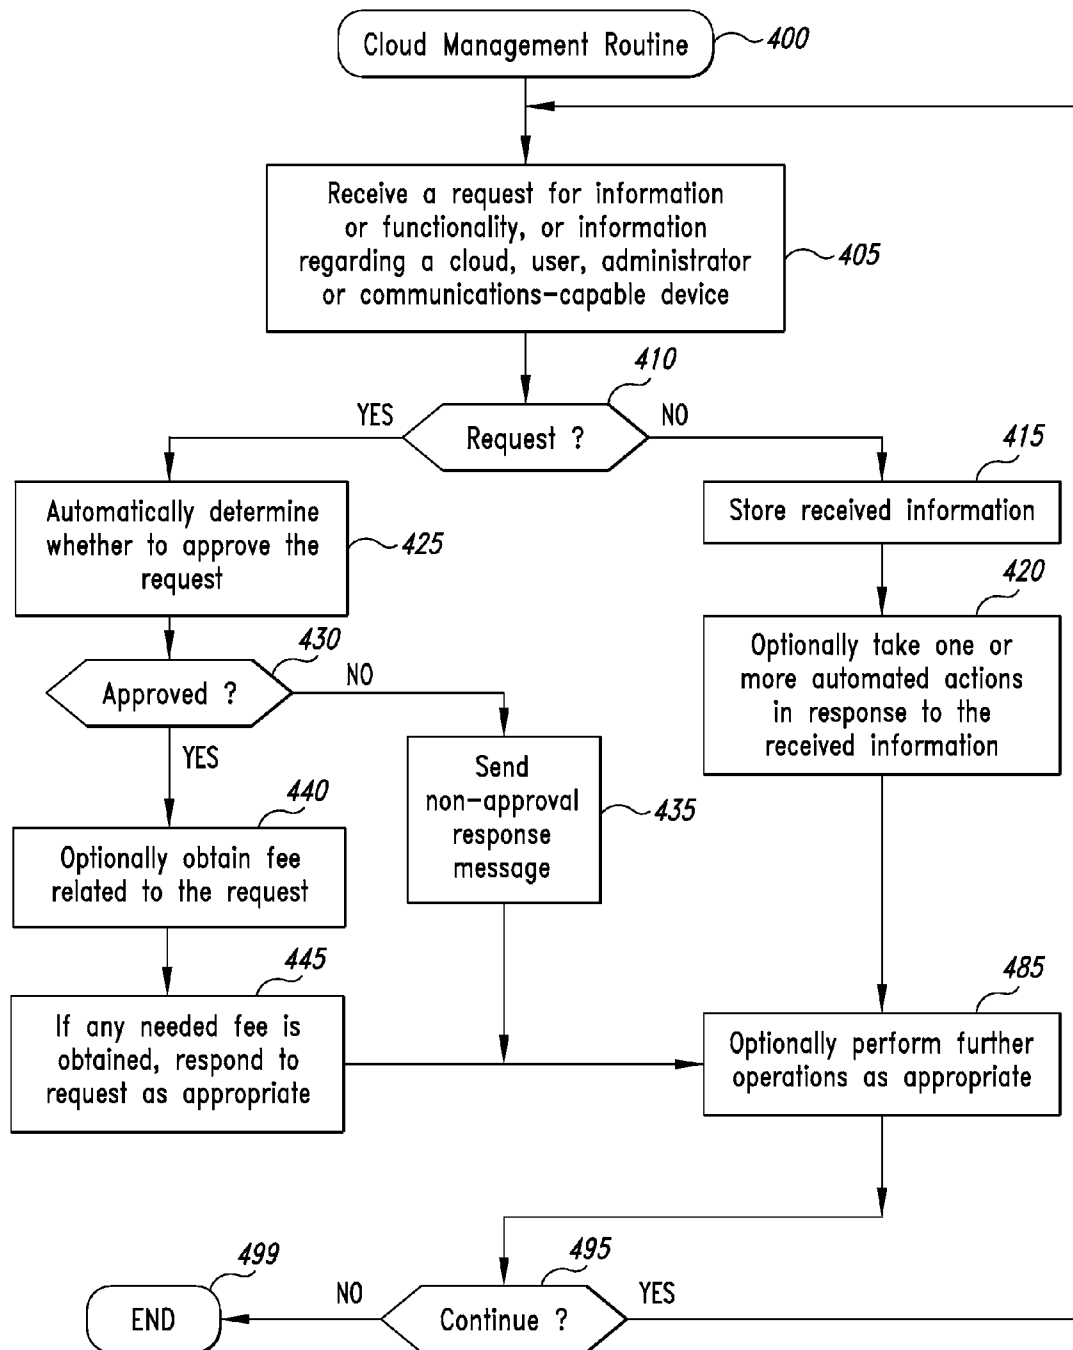 Cloud Management Routine
400
Receive a request for information
or functionality, or information
regarding a cloud, user, administrator
or communications-capable device
405
410
YES
Request ?
NO
415
Store received information
Automatically determine
whether to approve the
request
425
420
Optionally take one or
more automated actions
in response to the
received information
430
Approved ?
NO
YES
Send
non-approval
response
message
435
440
Optionally obtain fee
related to the request
445
If any needed fee is
obtained, respond to
request as appropriate
485
Optionally perform further
operations as appropriate
499
END
NO
495
Continue ?
YES